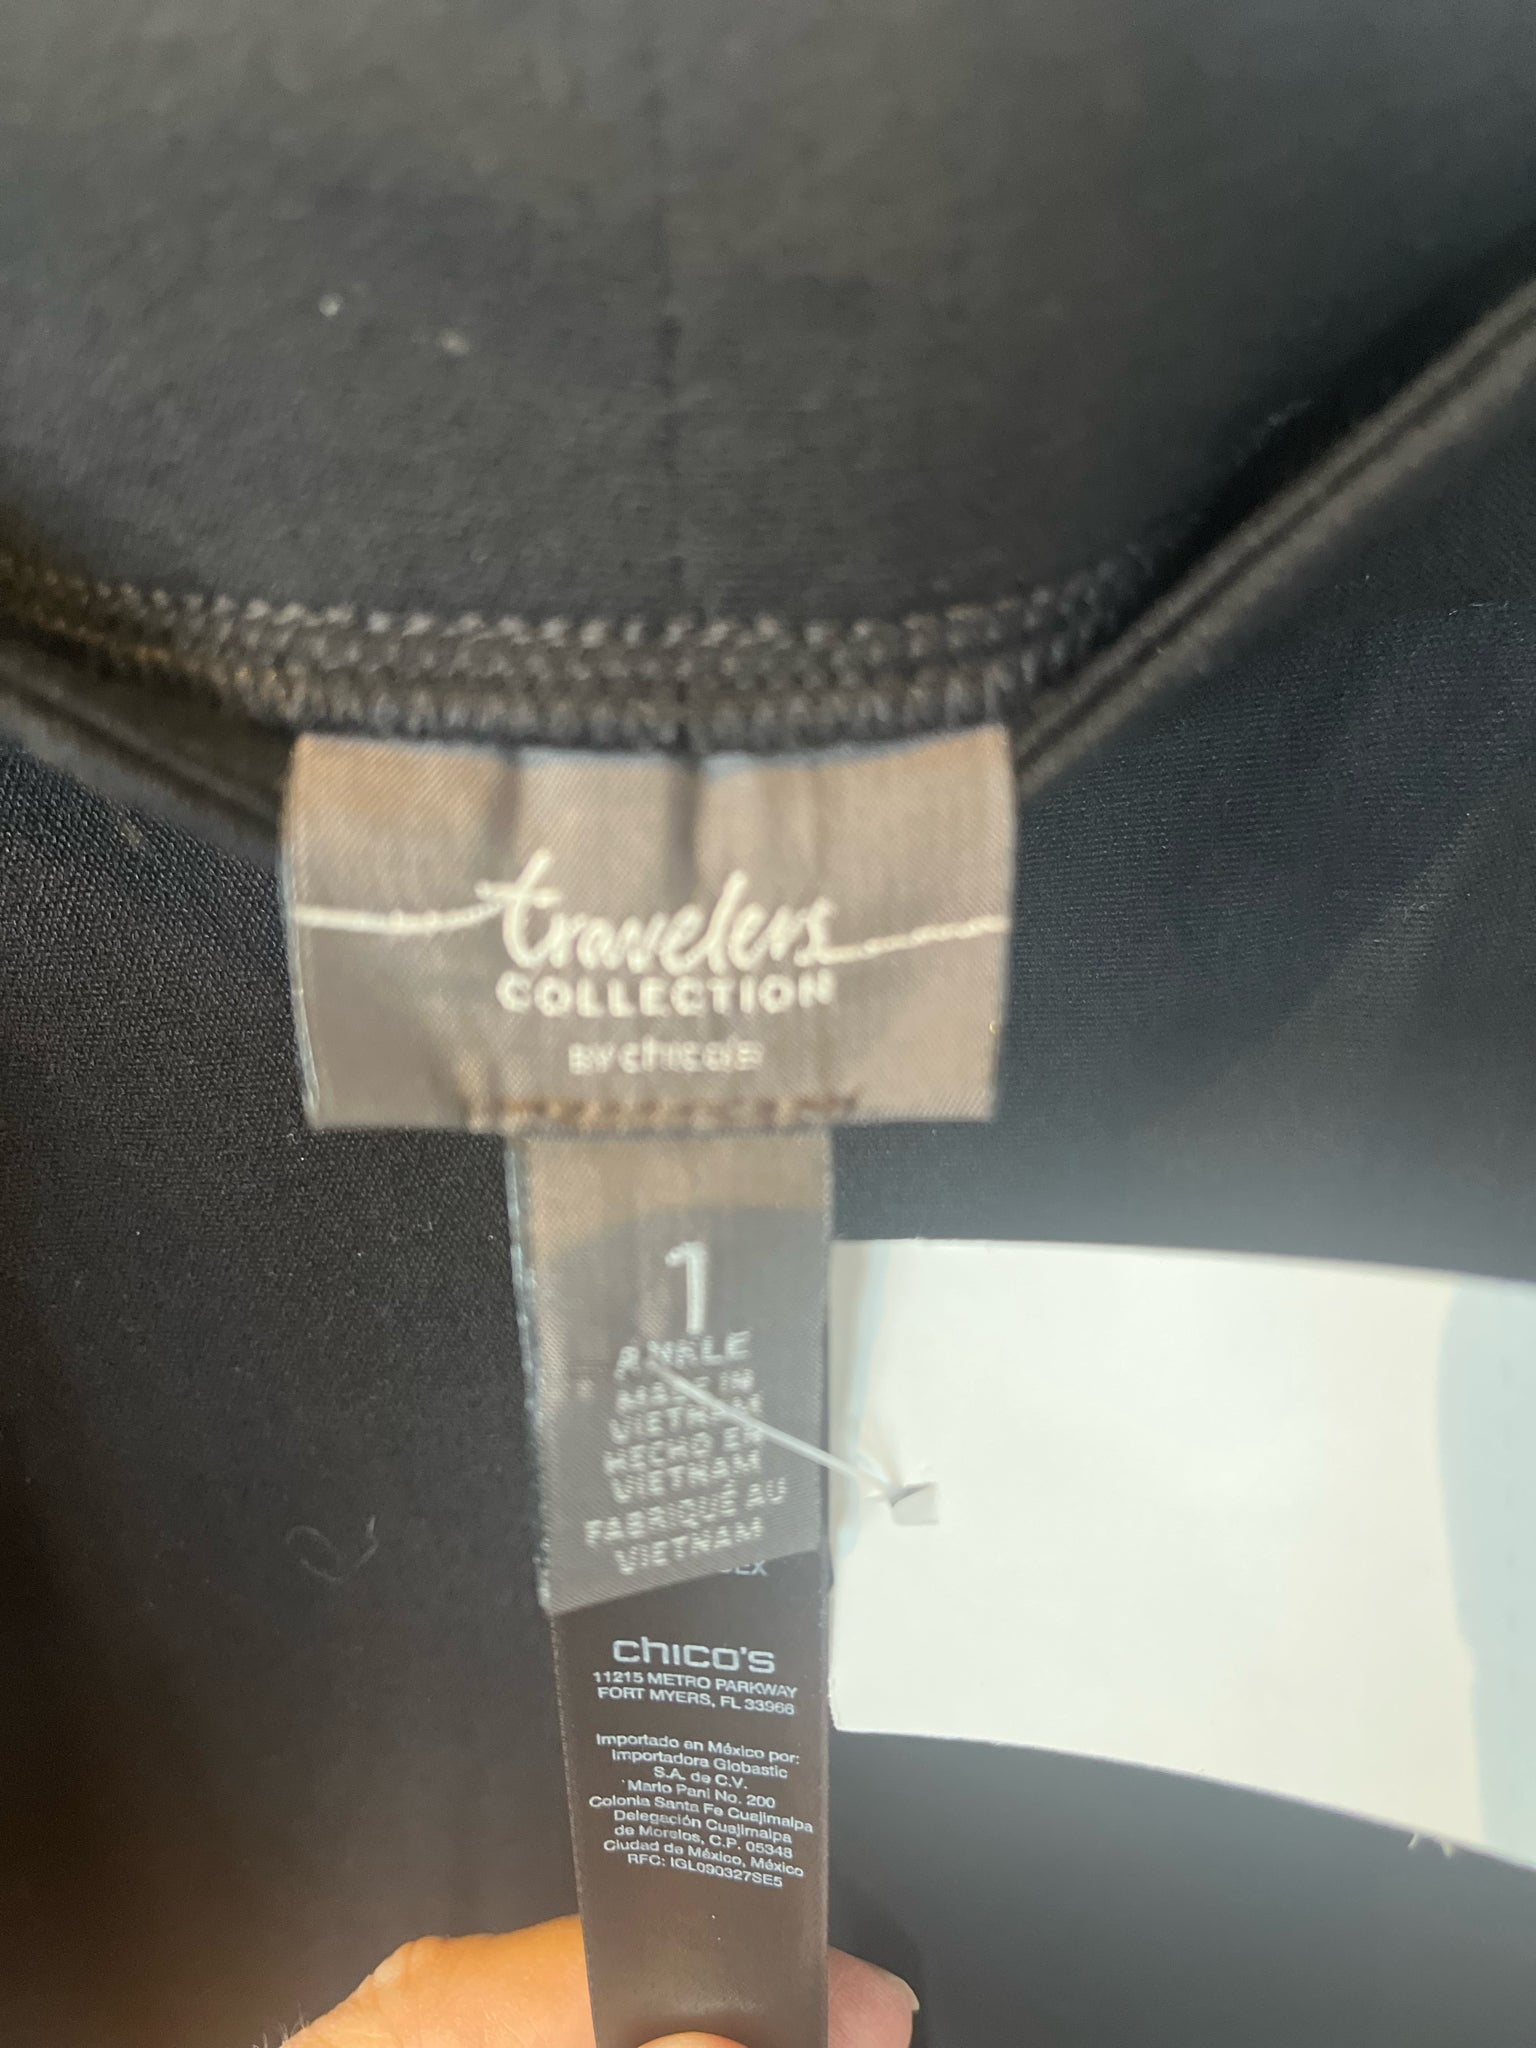 travelers
COLLECTION
BY chico's
1
ANKLE
MADE IN
VIETNAM
HECHO EN
VIETNAM
FABRIQUÉ AU
VIETNAM
chico's
11215 METRO PARKWAY
FORT MYERS, FL 33966
Importado en México por:
Importadora Globastic
S.A. de C.V.
Mario Pani No. 200
Colonia Santa Fe Cuajimalpa
Delegación Cuajimalpa
de Morelos, C.P. 05348
Ciudad de México, México
RFC: IGL090327SE5